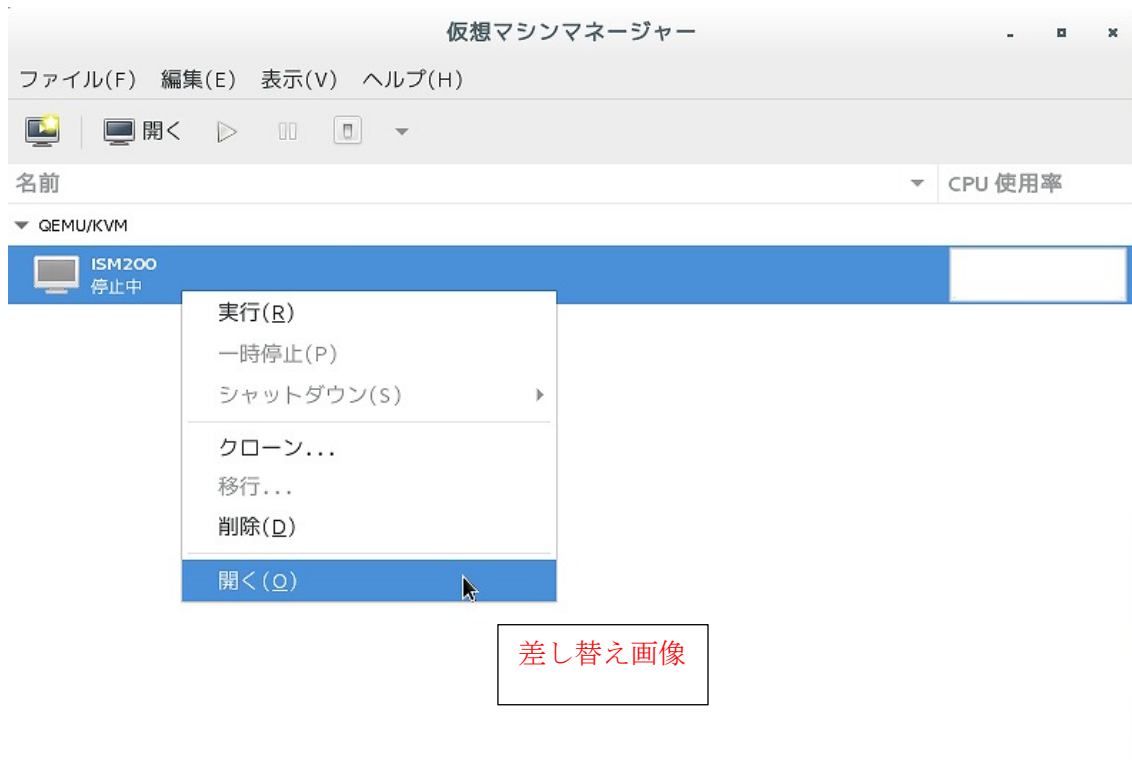 仮想マシンマネージャー
ファイル(F) 編集(E) 表示(V) ヘルプ(H)
開く
名前 CPU 使用率
QEMU/KVM
ISM200
停止中
実行(R)
一時停止(P)
シャットダウン(S)
クローン...
移行...
削除(D)
開く(O)
差し替え画像